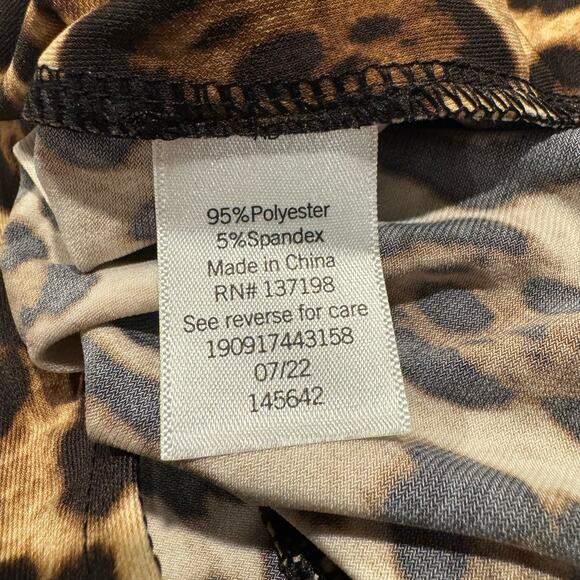 95%Polyester
5%Spandex
Made in China
RN# 137198
See reverse for care
190917443158
07/22
145642